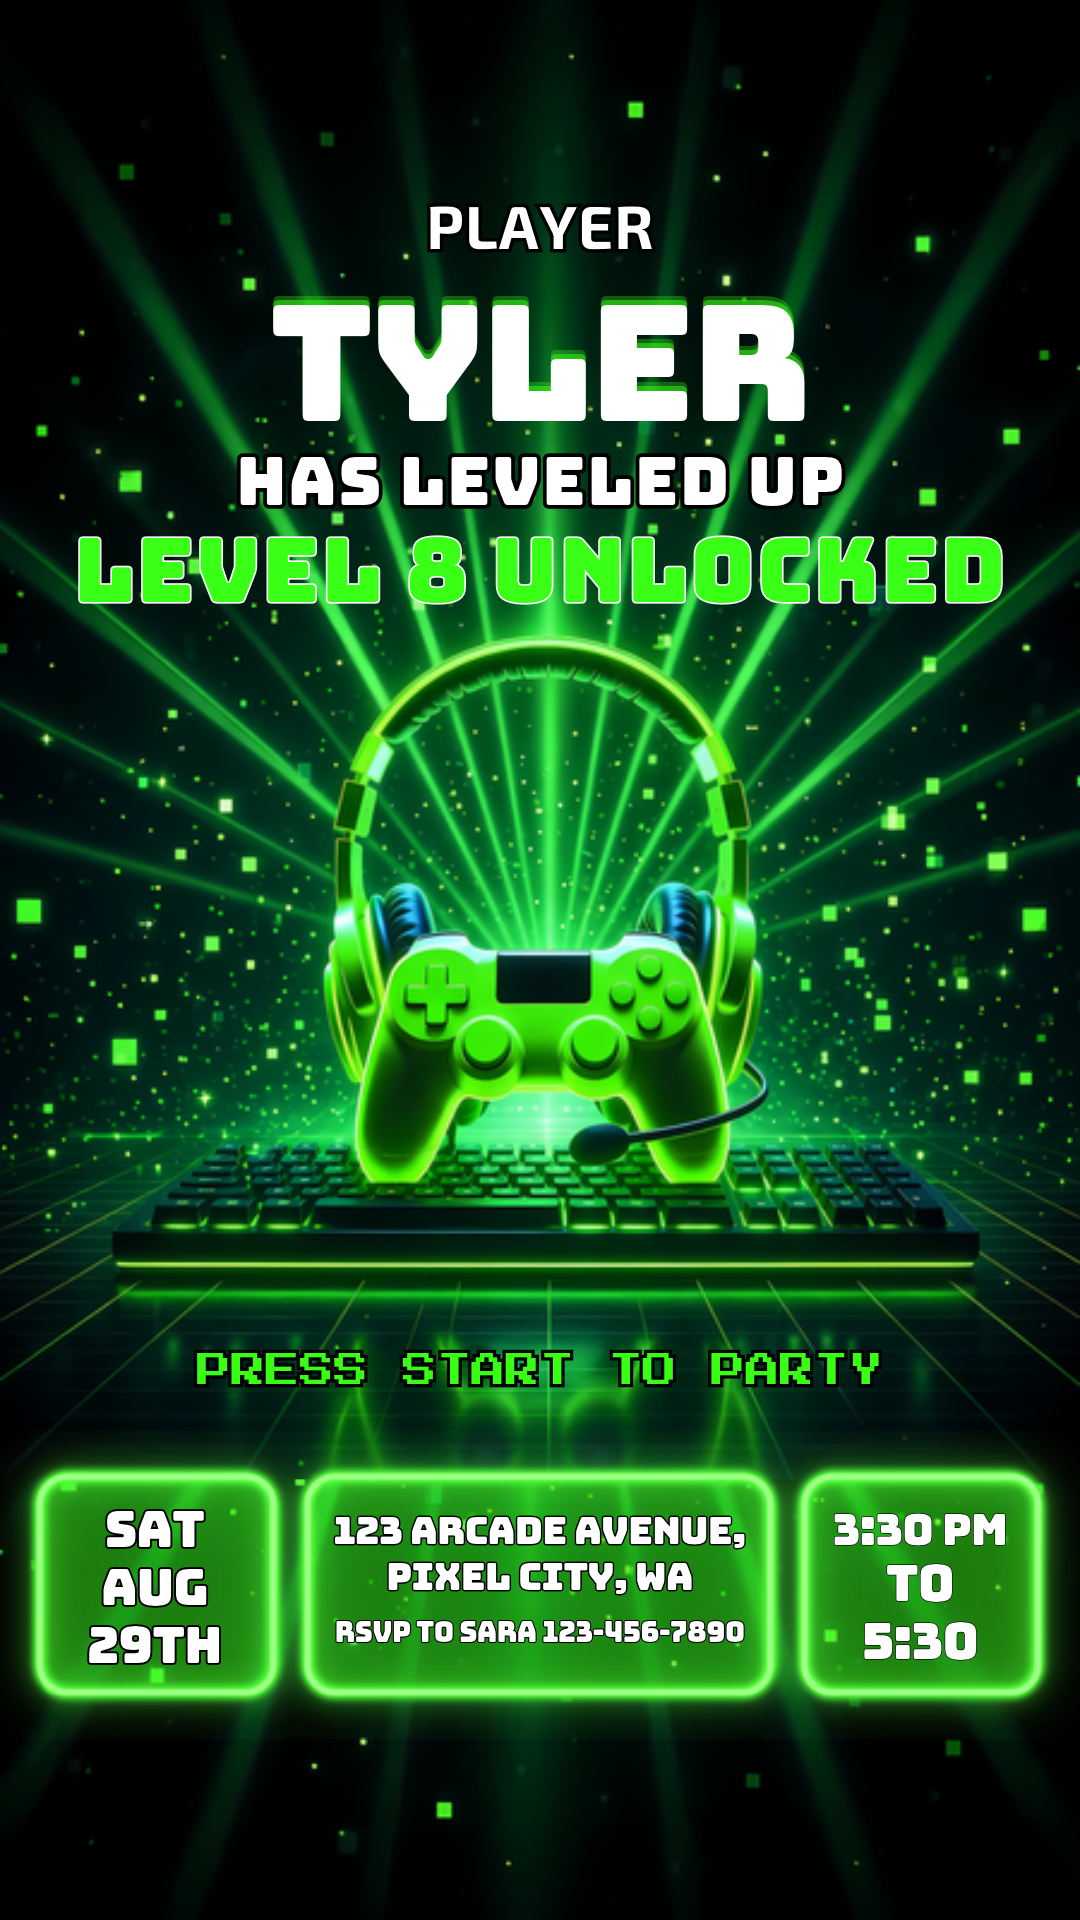 PLAYER
TYLER
HAS LEVELED UP
LEVEL 8 UNLOCKED
PRESS START TO PARTY
SAT
AUG
29TH
123 ARCADE AVENUE,
PIXEL CITY, WA
RSVP TO SARA 123-456-7890
3:30 PM
TO
5:30